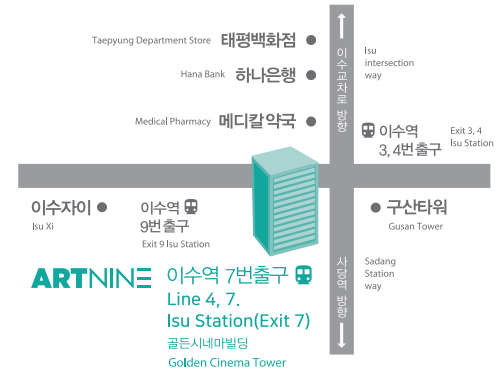 Taepyung Department Store 태평백화점
Hana Bank 하나은행
Medical Pharmacy 메디칼약국
이수교차로 방향
Isu
intersection
way
이수역
3, 4번출구
Exit 3, 4
Isu Station
이수자이
Isu Xi
이수역
9번 출구
Exit 9 Isu Station
구산타워
Gusan Tower
사당역 방향
Sadang
Station
way
ARTNINE
이수역 7번출구
Line 4, 7.
Isu Station(Exit 7)
골든시네마빌딩
Golden Cinema Tower